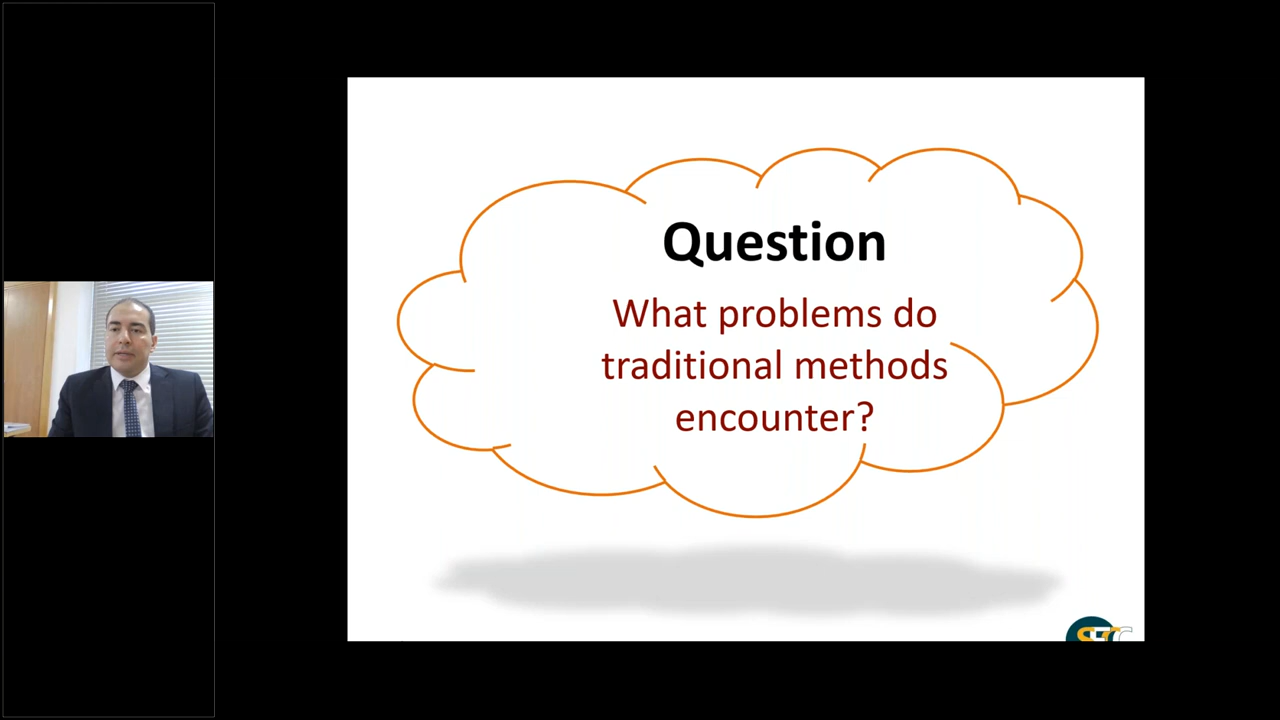 Question
What problems do
traditional methods
encounter?